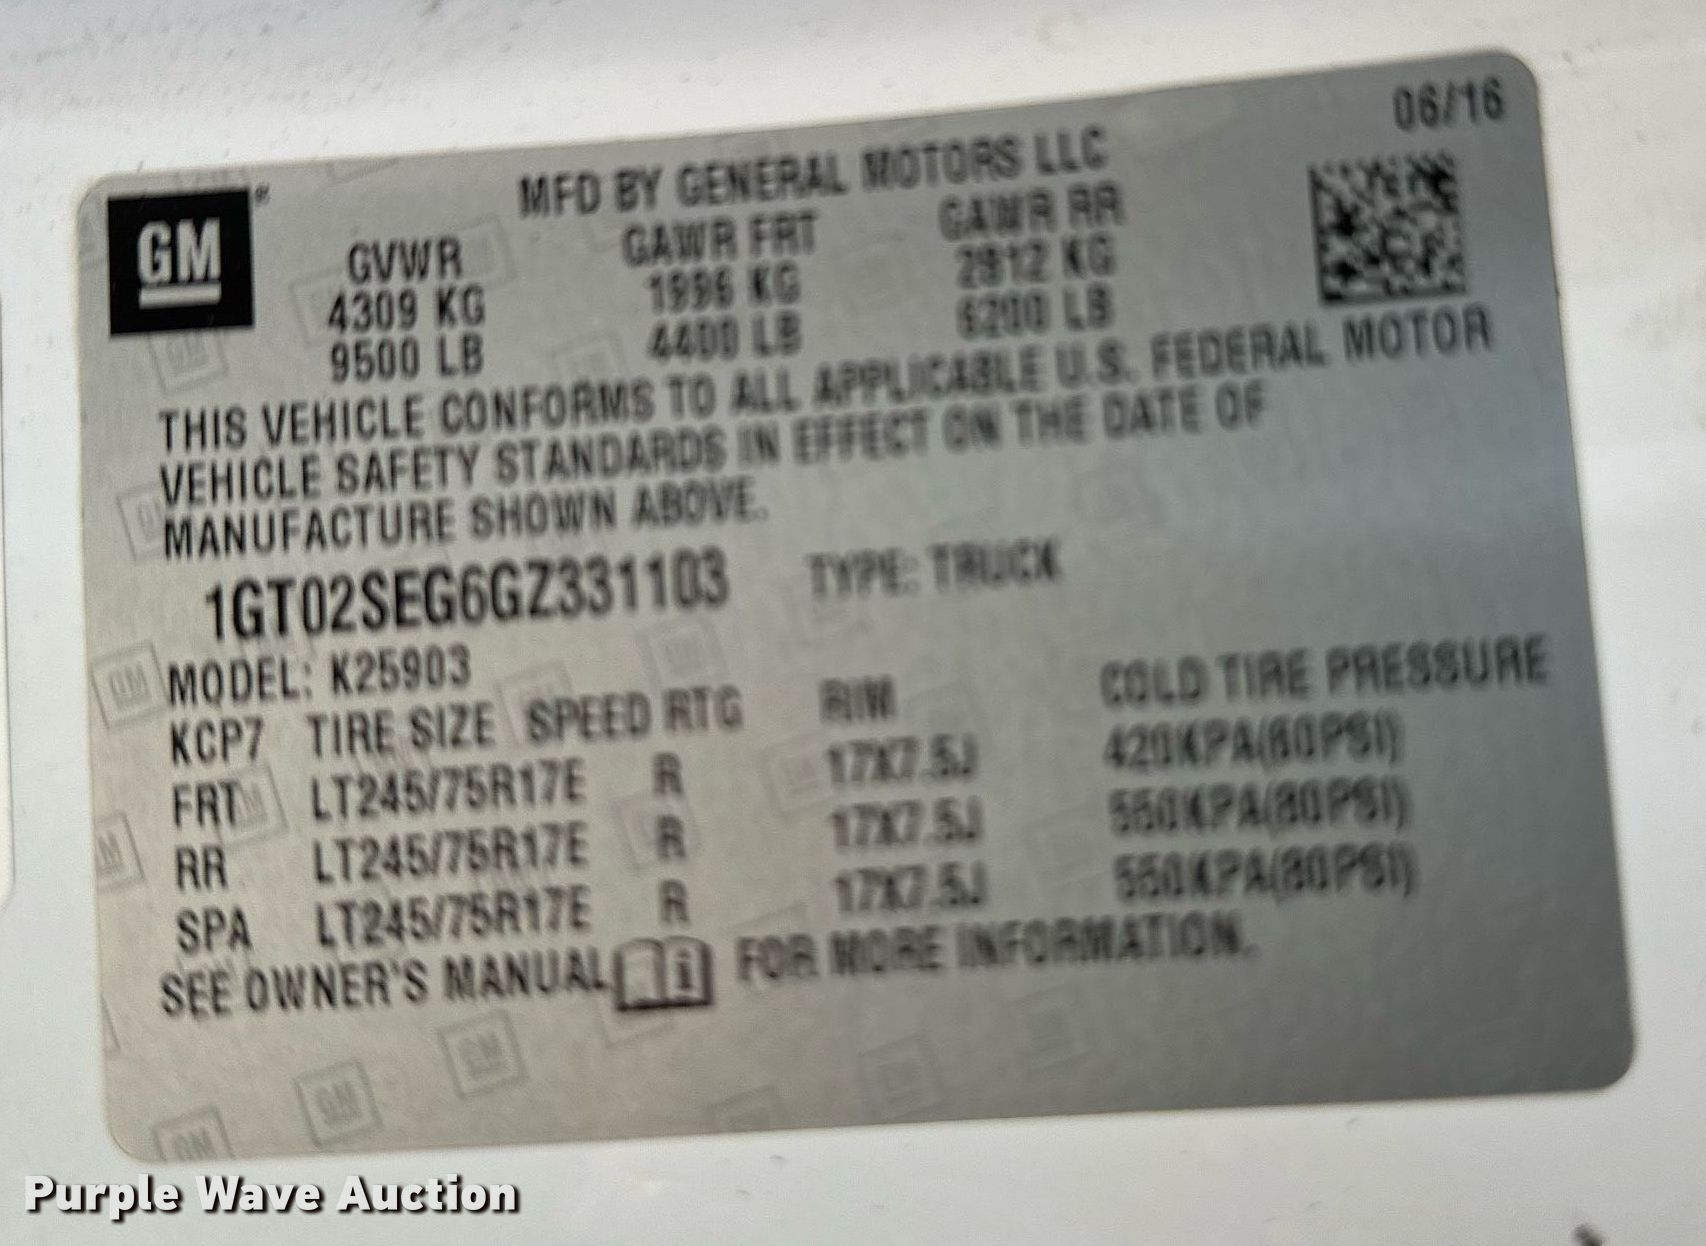 06/16
GM ®
MFD BY GENERAL MOTORS LLC
GVWR GAWR FRT GAWR RR
4309 KG 1996 KG 2812 KG
9500 LB 4400 LB 6200 LB
THIS VEHICLE CONFORMS TO ALL APPLICABLE U.S. FEDERAL MOTOR
VEHICLE SAFETY STANDARDS IN EFFECT ON THE DATE OF
MANUFACTURE SHOWN ABOVE.
1GT02SEG6GZ331103 TYPE: TRUCK
MODEL: K25903
KCP7 TIRE SIZE SPEED RTG RIM COLD TIRE PRESSURE
FRT LT245/75R17E R 17X7.5J 420KPA(60PSI)
RR LT245/75R17E R 17X7.5J 550KPA(80PSI)
SPA LT245/75R17E R 17X7.5J 550KPA(80PSI)
SEE OWNER'S MANUAL i FOR MORE INFORMATION.
Purple Wave Auction